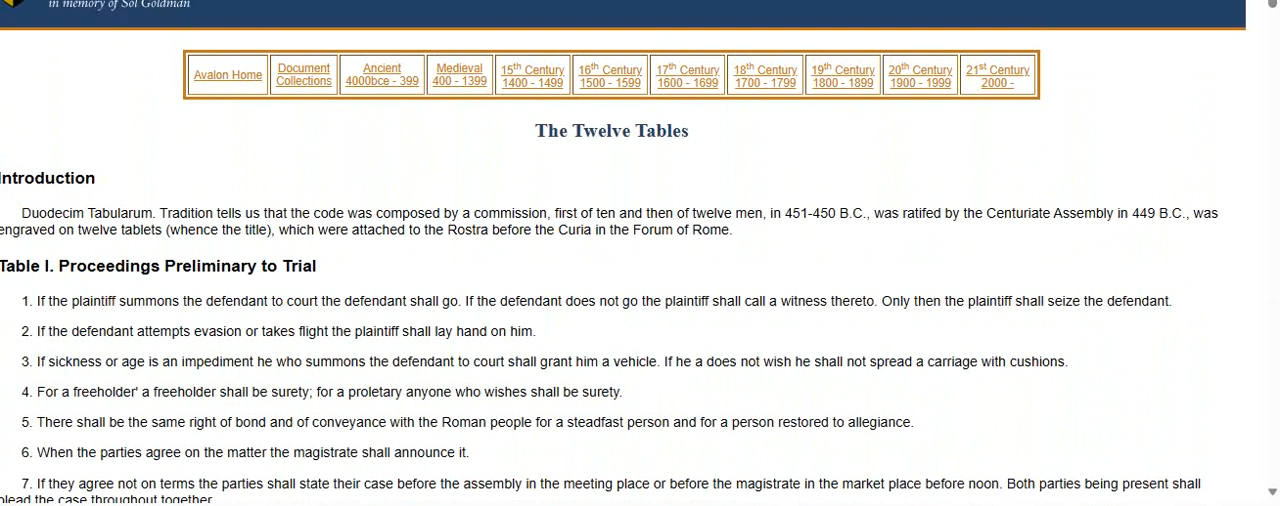 in memory of Sol Goldman
Avalon Home
Document Collections
Ancient 4000bce - 399
Medieval 400 - 1399
15th Century 1400 - 1499
16th Century 1500 - 1599
17th Century 1600 - 1699
18th Century 1700 - 1799
19th Century 1800 - 1899
20th Century 1900 - 1999
21st Century 2000 -
The Twelve Tables
Introduction
Duodecim Tabularum. Tradition tells us that the code was composed by a commission, first of ten and then of twelve men, in 451-450 B.C., was ratifed by the Centuriate Assembly in 449 B.C., was
engraved on twelve tablets (whence the title), which were attached to the Rostra before the Curia in the Forum of Rome.
Table I. Proceedings Preliminary to Trial
1. If the plaintiff summons the defendant to court the defendant shall go. If the defendant does not go the plaintiff shall call a witness thereto. Only then the plaintiff shall seize the defendant.
2. If the defendant attempts evasion or takes flight the plaintiff shall lay hand on him.
3. If sickness or age is an impediment he who summons the defendant to court shall grant him a vehicle. If he a does not wish he shall not spread a carriage with cushions.
4. For a freeholder' a freeholder shall be surety; for a proletary anyone who wishes shall be surety.
5. There shall be the same right of bond and of conveyance with the Roman people for a steadfast person and for a person restored to allegiance.
6. When the parties agree on the matter the magistrate shall announce it.
7. If they agree not on terms the parties shall state their case before the assembly in the meeting place or before the magistrate in the market place before noon. Both parties being present shall
plead the case throughout together